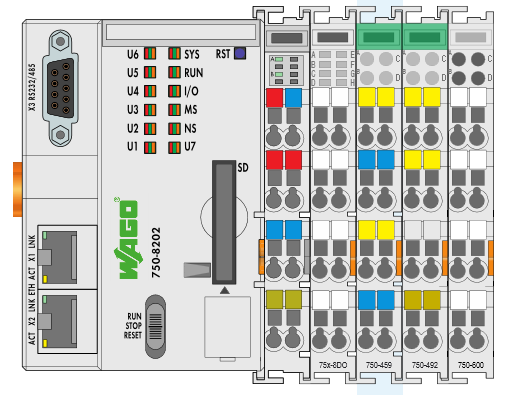 X3 RS232/485
U6 SYS RST
U5 RUN
U4 I/O
U3 MS
U2 NS
U1 U7
SD
WAGO
750-8202
X1 LNK
ACT
ETH
X2 LNK
ACT
RUN
STOP
RESET
A
A E
B F
C G
D H
A C
D
A C
D
A C
D
75x-8DO 750-459 750-492 750-600